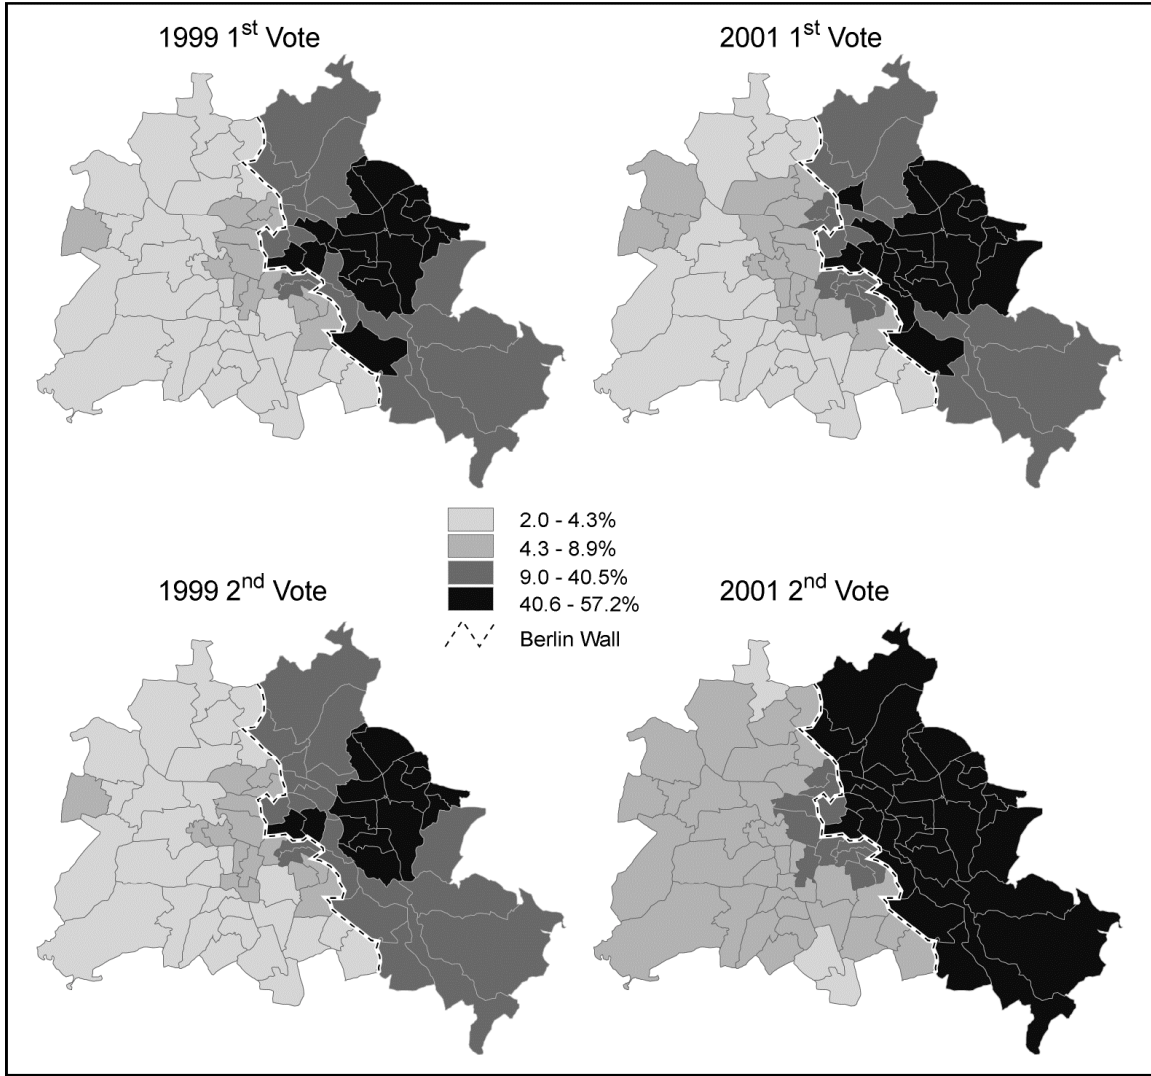 1999 1st Vote
2001 1st Vote
2.0 - 4.3%
4.3 - 8.9%
9.0 - 40.5%
40.6 - 57.2%
Berlin Wall
1999 2nd Vote
2001 2nd Vote